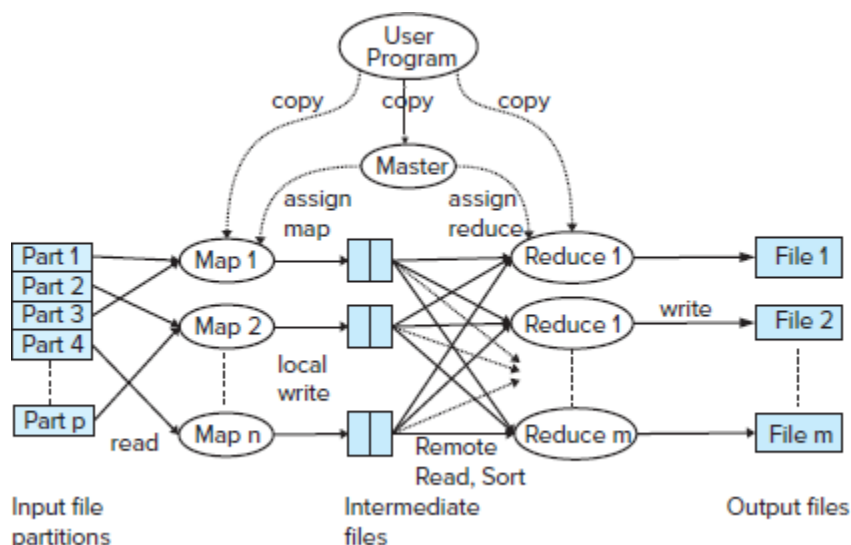 User
Program
copy
copy
copy
Master
assign
map
assign
reduce
Part 1
Part 2
Part 3
Part 4
Part p
Map 1
Map 2
Map n
read
local
write
Reduce 1
Reduce 1
Reduce m
Remote
Read, Sort
write
File 1
File 2
File m
Input file
partitions
Intermediate
files
Output files